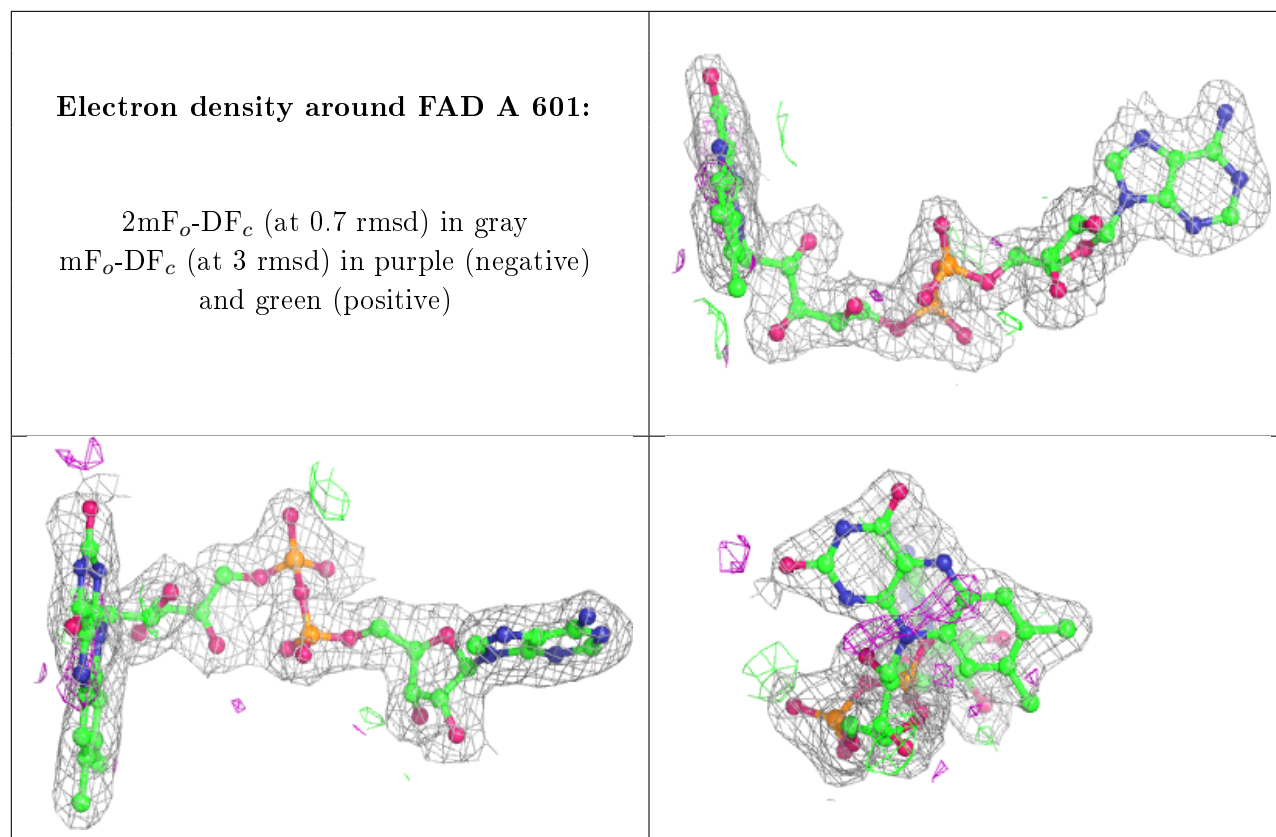 Electron density around FAD A 601:
2mFₒ-DF𝒸 (at 0.7 rmsd) in gray
mFₒ-DF𝒸 (at 3 rmsd) in purple (negative)
and green (positive)